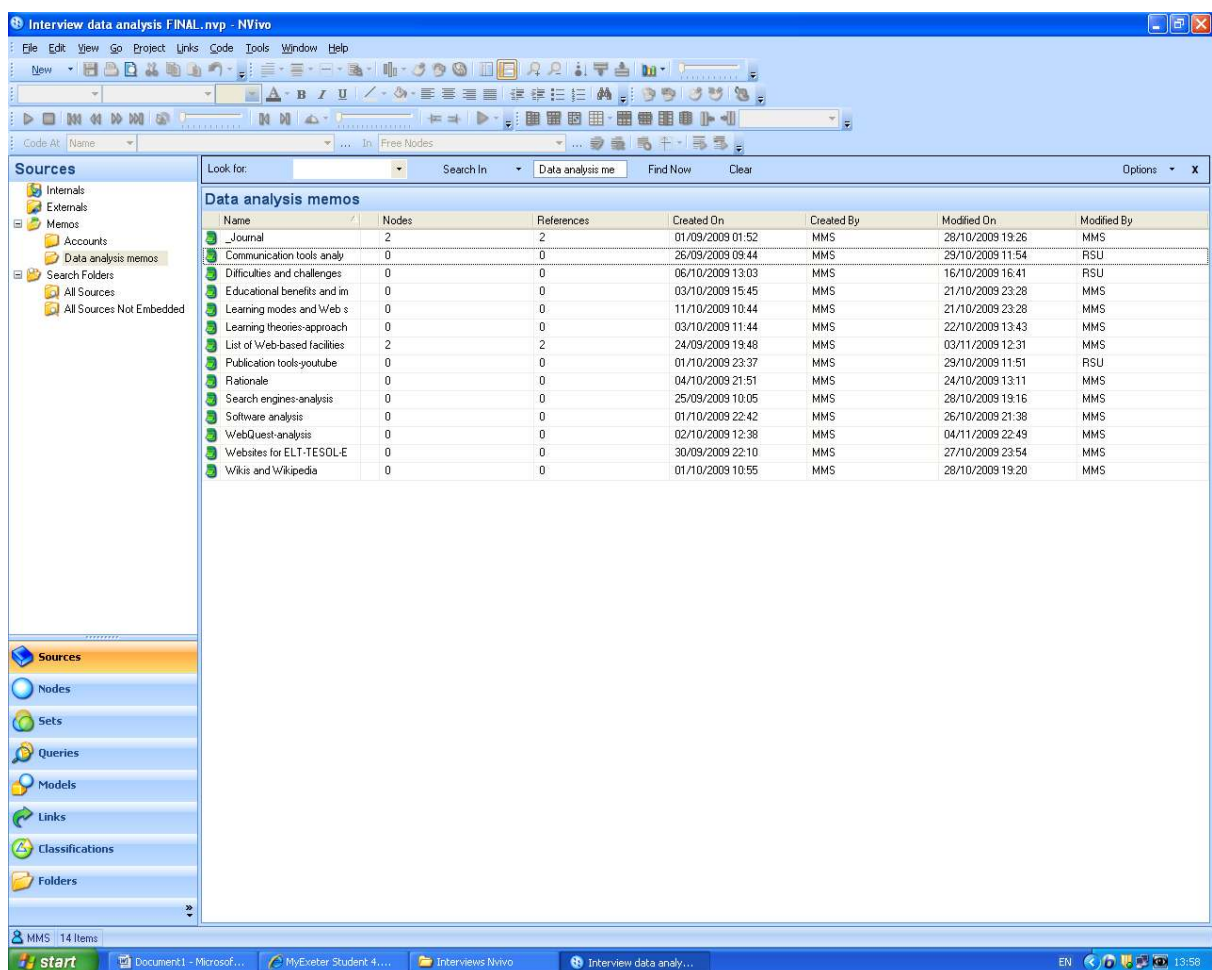 Interview data analysis FINAL.nvp - NVivo
File Edit View Go Project Links Code Tools Window Help
New
A B I U
Code At Name ... In Free Nodes ...
Sources
Look for: Search In Data analysis me Find Now Clear Options x
Internals
Externals
Memos
Accounts
Data analysis memos
Search Folders
All Sources
All Sources Not Embedded
Data analysis memos
Name Nodes References Created On Created By Modified On Modified By
_Journal 2 2 01/09/2009 01:52 MMS 28/10/2009 19:26 MMS
Communication tools analy 0 0 26/09/2009 09:44 MMS 29/10/2009 11:54 RSU
Difficulties and challenges 0 0 06/10/2009 13:03 MMS 16/10/2009 16:41 RSU
Educational benefits and im 0 0 03/10/2009 15:45 MMS 21/10/2009 23:28 MMS
Learning modes and Web s 0 0 11/10/2009 10:44 MMS 21/10/2009 23:28 MMS
Learning theories-approach 0 0 03/10/2009 11:44 MMS 22/10/2009 13:43 MMS
List of Web-based facilities 2 2 24/09/2009 19:48 MMS 03/11/2009 12:31 MMS
Publication tools-youtube 0 0 01/10/2009 23:37 MMS 29/10/2009 11:51 RSU
Rationale 0 0 04/10/2009 21:51 MMS 24/10/2009 13:11 MMS
Search engines-analysis 0 0 25/09/2009 10:05 MMS 28/10/2009 19:16 MMS
Software analysis 0 0 01/10/2009 22:42 MMS 26/10/2009 21:38 MMS
WebQuest-analysis 0 0 02/10/2009 12:38 MMS 04/11/2009 22:49 MMS
Websites for ELT-TESOL-E 0 0 30/09/2009 22:10 MMS 27/10/2009 23:54 MMS
Wikis and Wikipedia 0 0 01/10/2009 10:55 MMS 28/10/2009 19:20 MMS
Sources
Nodes
Sets
Queries
Models
Links
Classifications
Folders
MMS 14 Items
start Document1 - Microsof... MyExeter Student 4.... Interviews Nvivo Interview data analy... EN 13:58